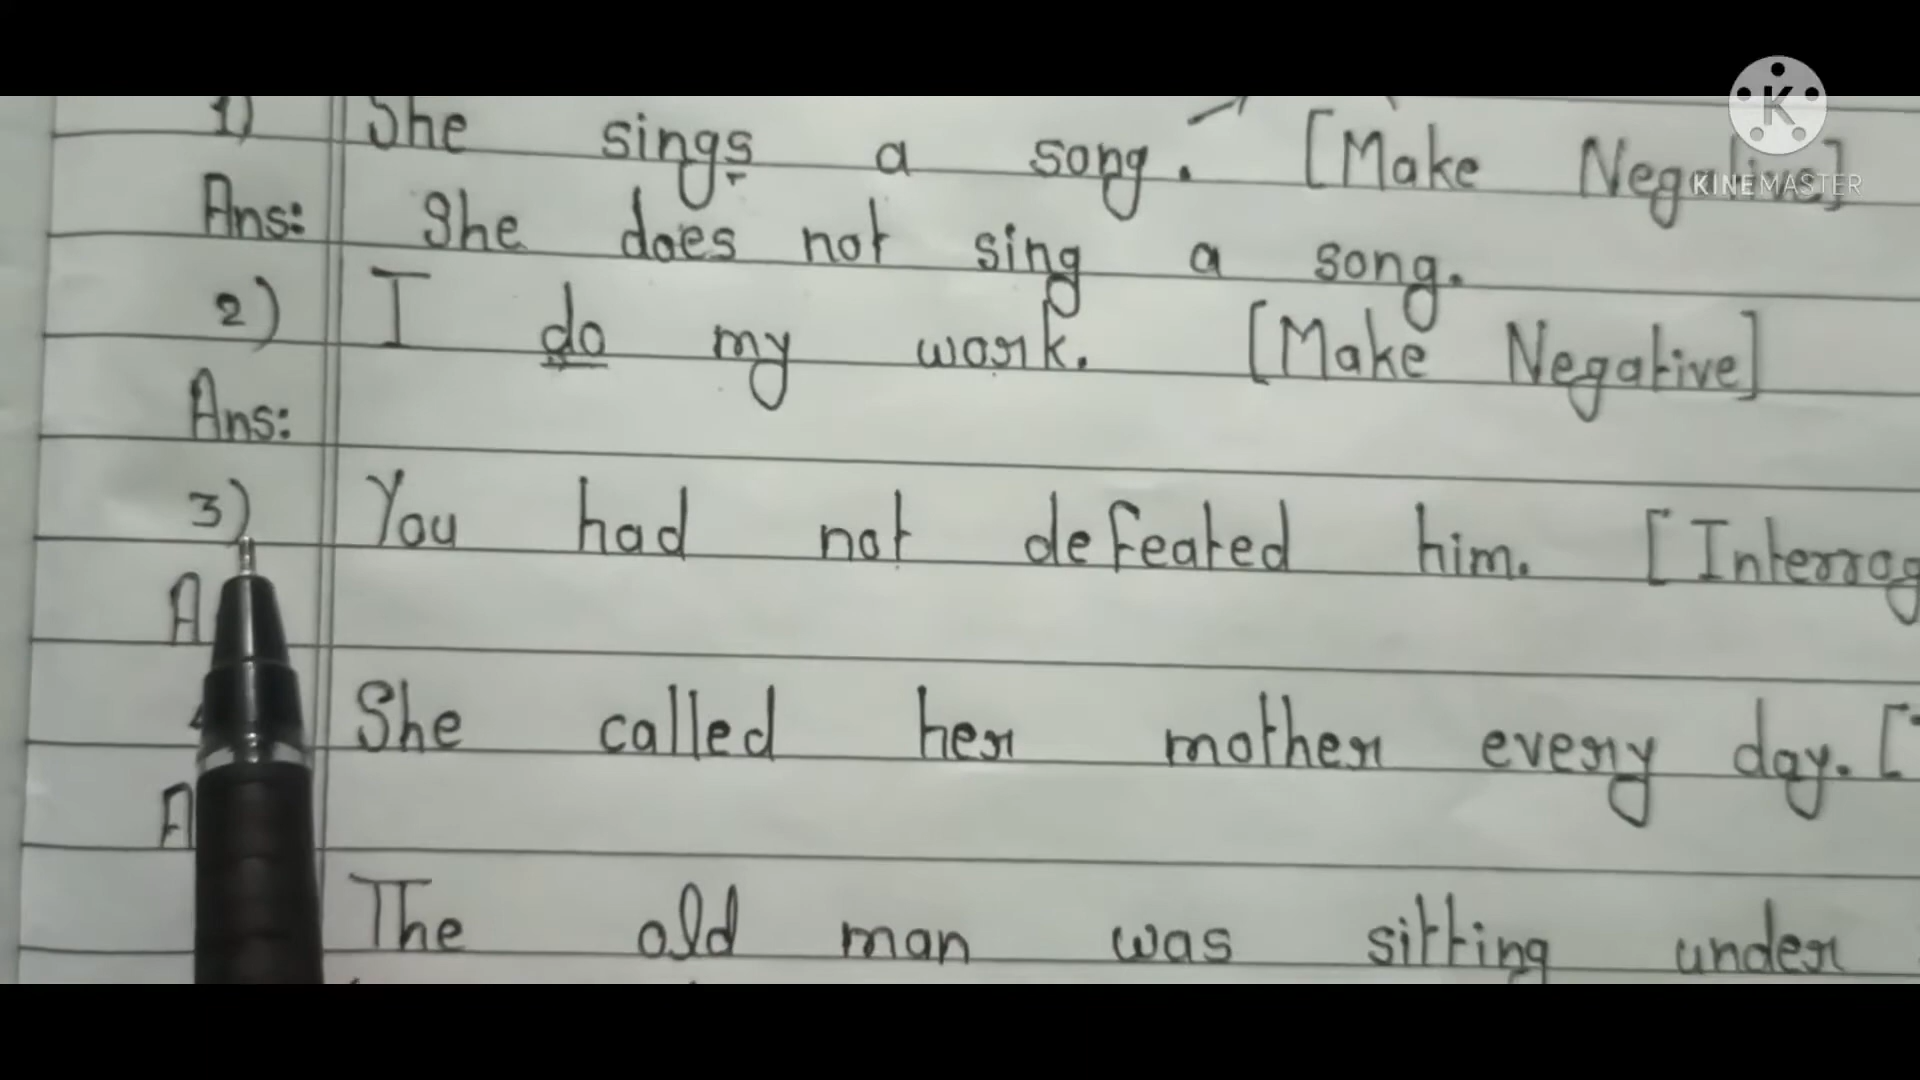 1) She sings a song. [Make Negative]
Ans: She does not sing a song.
2) I do my work. [Make Negative]
Ans:
3) You had not defeated him. [Interrog
A
She called her mother every day. [
A
The old man was sitting under
K
KINEMASTER